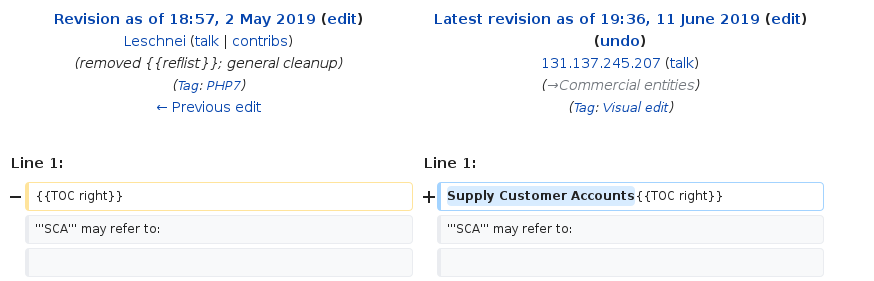 Revision as of 18:57, 2 May 2019 (edit)
Leschnei (talk | contribs)
(removed {{reflist}}; general cleanup)
(Tag: PHP7)
← Previous edit
Latest revision as of 19:36, 11 June 2019 (edit)
(undo)
131.137.245.207 (talk)
(→Commercial entities)
(Tag: Visual edit)
Line 1:
Line 1:
− {{TOC right}}
+ Supply Customer Accounts{{TOC right}}
'''SCA''' may refer to:
'''SCA''' may refer to: